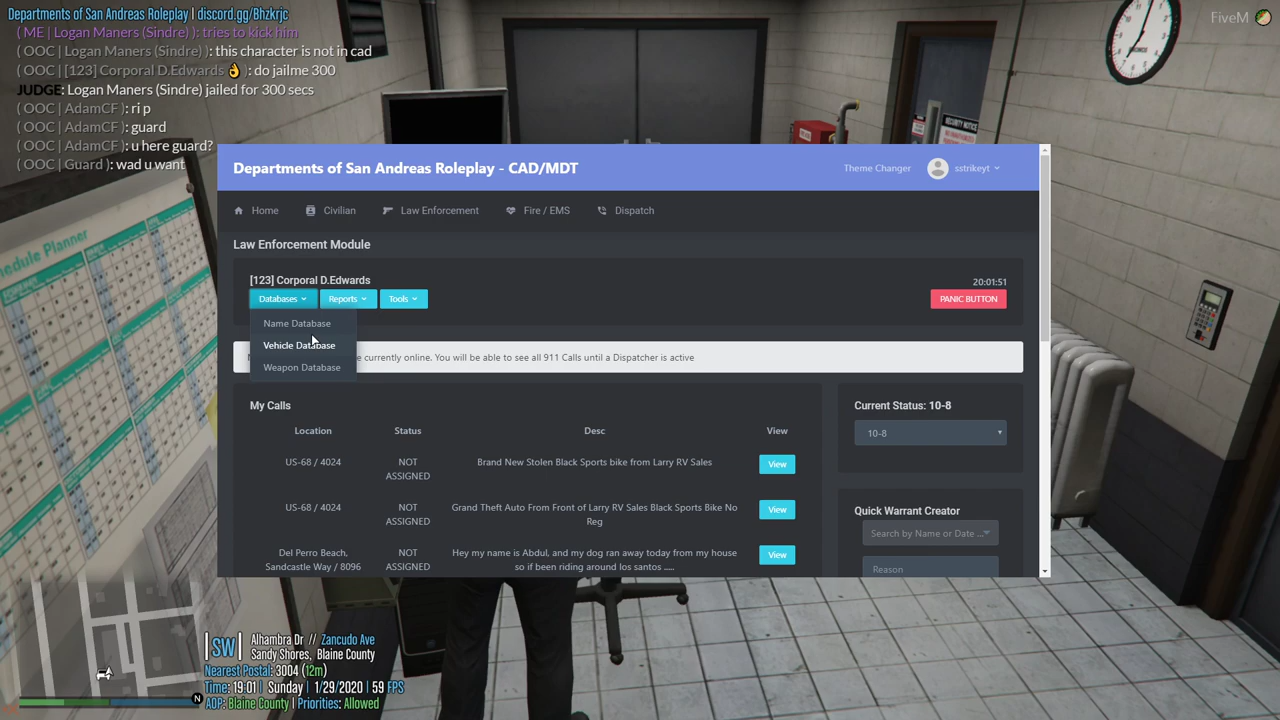 Departments of San Andreas Roleplay | discord.gg/Bhzkrjc
FiveM
( ME | Logan Maners (Sindre) ): tries to kick him
( OOC | Logan Maners (Sindre) ): this character is not in cad
( OOC | [123] Corporal D.Edwards 👌 ): do jailme 300
JUDGE: Logan Maners (Sindre) jailed for 300 secs
( OOC | AdamCF ): ri p
( OOC | AdamCF ): guard
( OOC | AdamCF ): u here guard?
( OOC | Guard ): wad u want
SECURITY NOTICE
hedule Planner
Departments of San Andreas Roleplay - CAD/MDT
Theme Changer
sstrikeyt
Home
Civilian
Law Enforcement
Fire / EMS
Dispatch
Law Enforcement Module
[123] Corporal D.Edwards
20:01:51
Databases
Reports
Tools
PANIC BUTTON
Name Database
Vehicle Database
Weapon Database
e currently online. You will be able to see all 911 Calls until a Dispatcher is active
My Calls
Location Status Desc View
US-68 / 4024 NOT ASSIGNED Brand New Stolen Black Sports bike from Larry RV Sales View
US-68 / 4024 NOT ASSIGNED Grand Theft Auto From Front of Larry RV Sales Black Sports Bike No Reg View
Del Perro Beach, Sandcastle Way / 8096 NOT ASSIGNED Hey my name is Abdul, and my dog ran away today from my house so if been riding around los santos ..... View
Current Status: 10-8
10-8
Quick Warrant Creator
Search by Name or Date ...
Reason
SW
Alhambra Dr // Zancudo Ave
Sandy Shores, Blaine County
Nearest Postal: 3004 (12m)
Time: 19:01 | Sunday | 1/29/2020 | 59 FPS
AOP: Blaine County | Priorities: Allowed
N